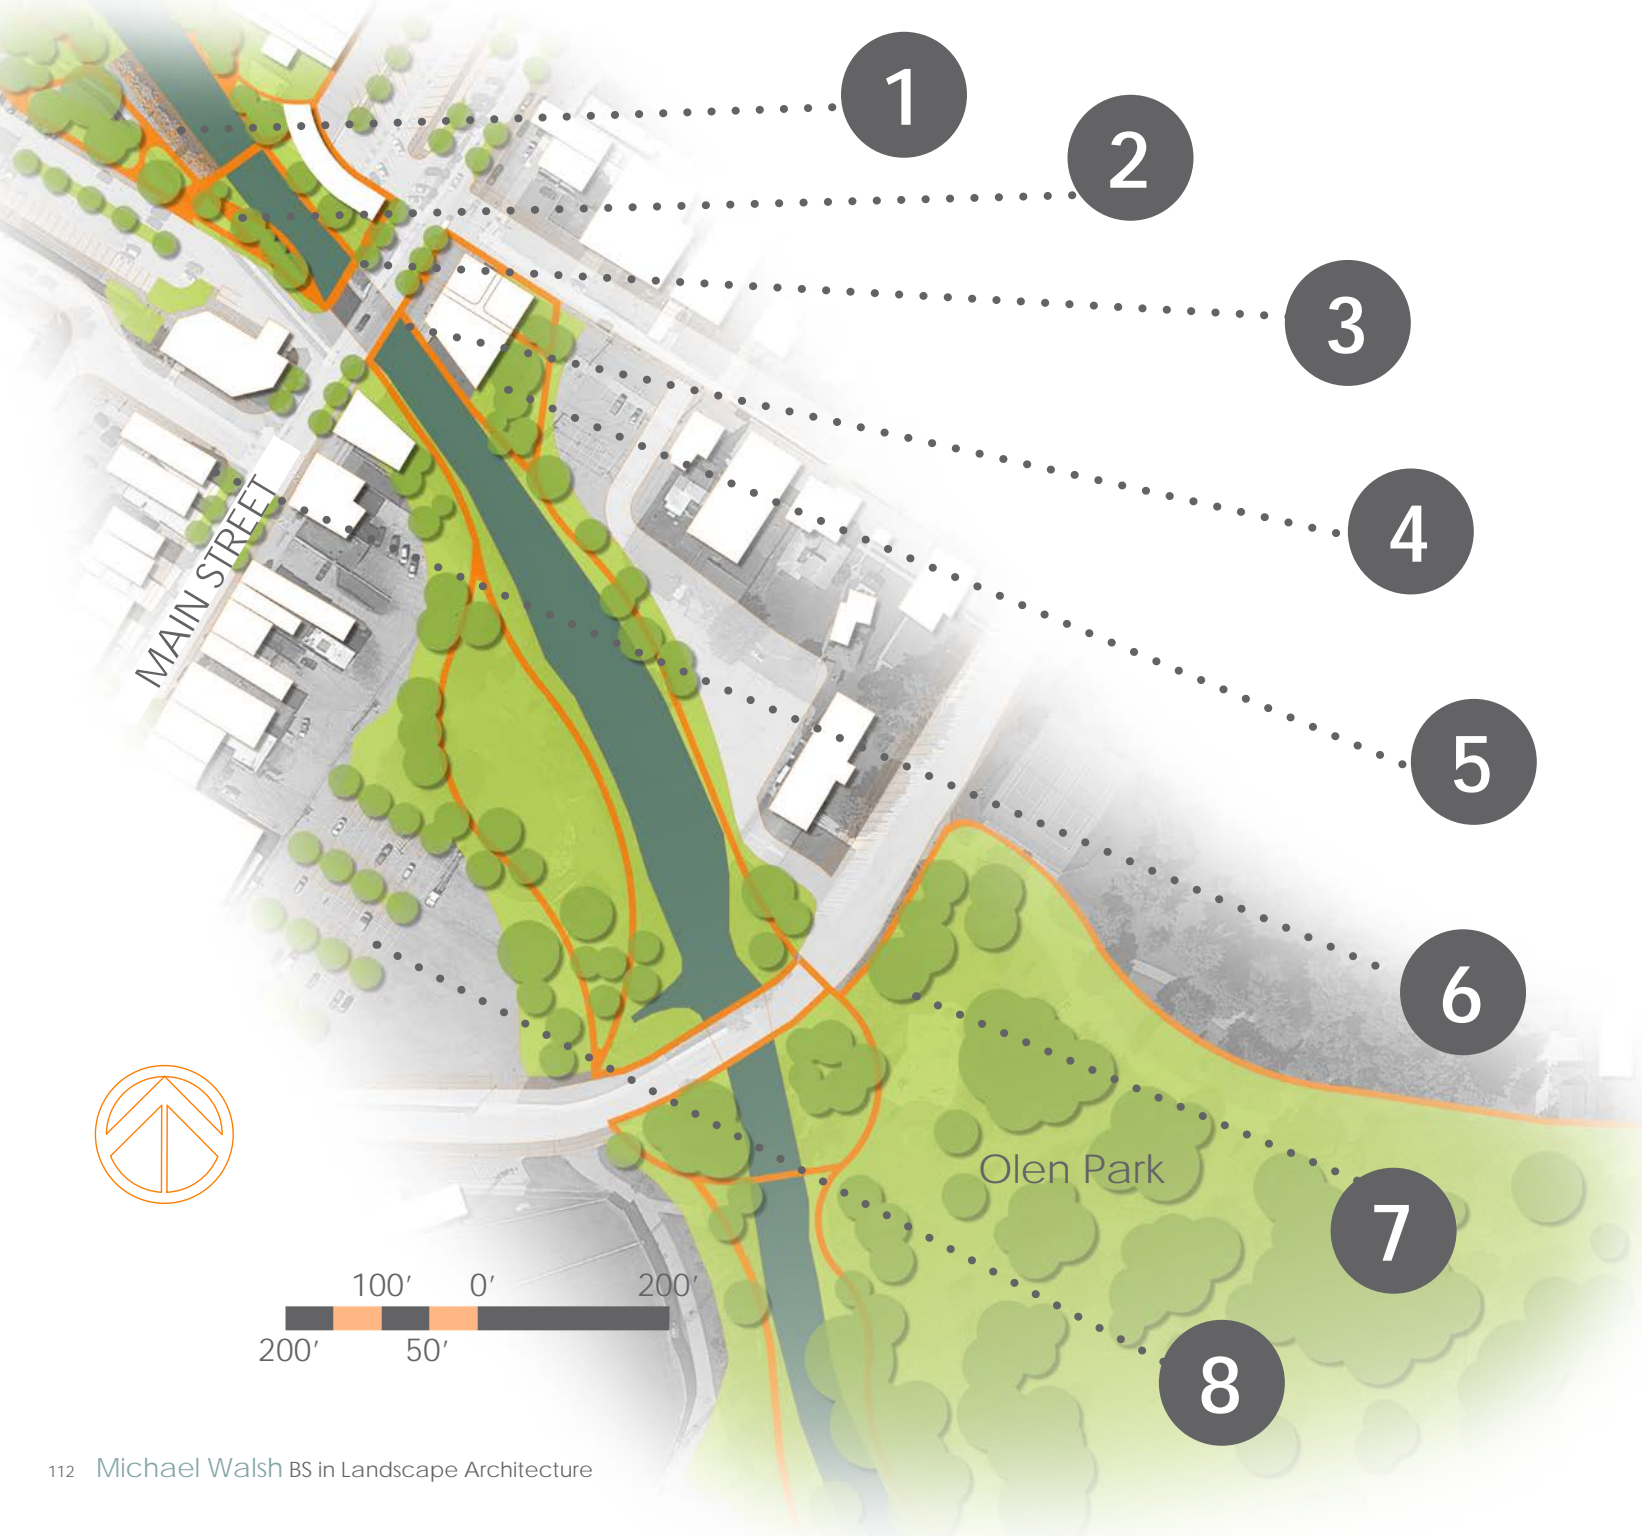 1
2
3
4
MAIN STREET
5
6
Olen Park
7
100’ 0’ 200’
200’ 50’
8
112 Michael Walsh BS in Landscape Architecture